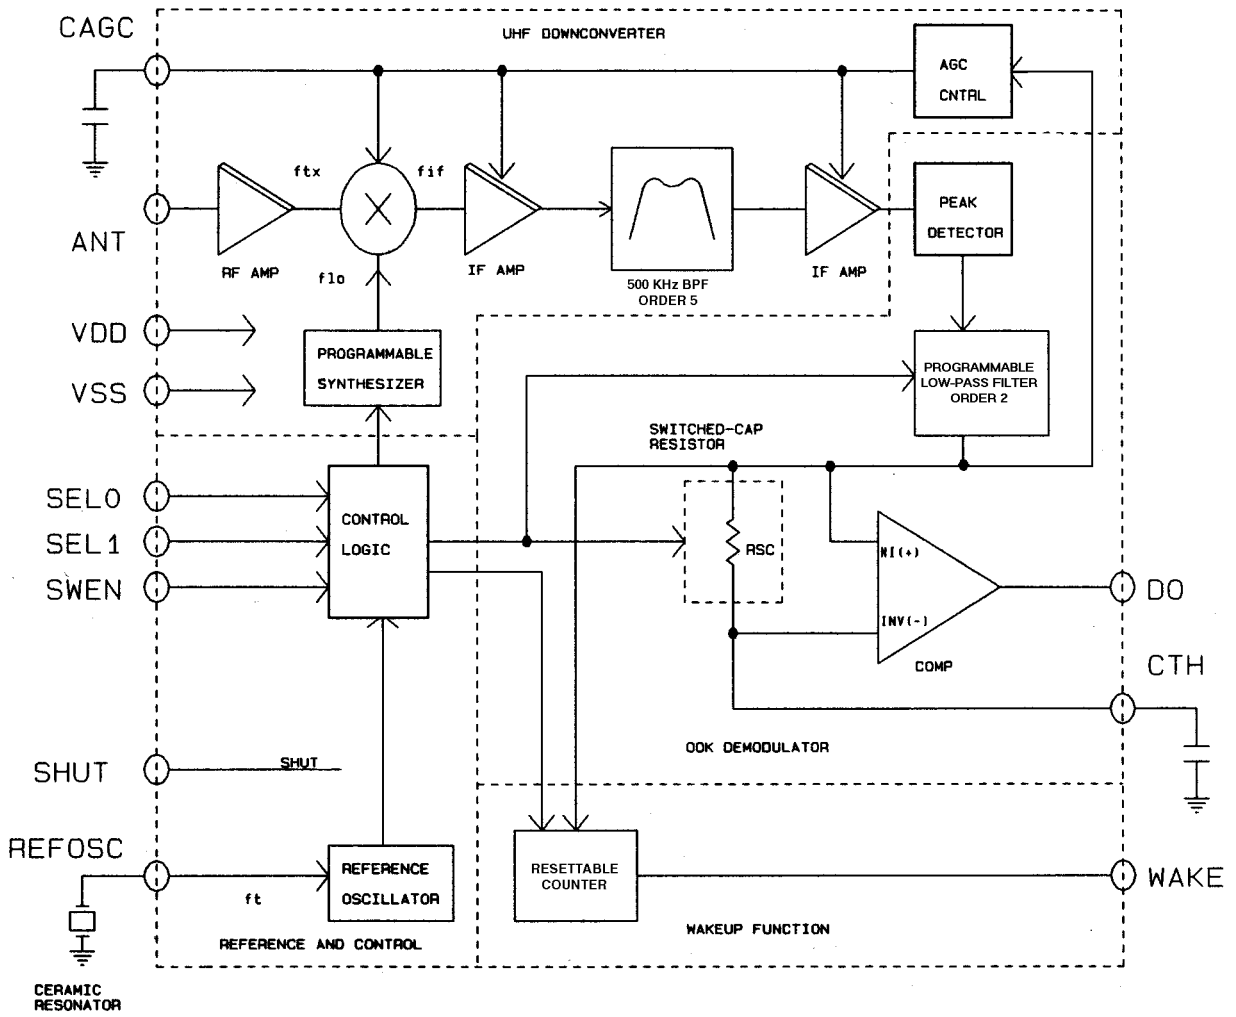 CAGC
UHF DOWNCONVERTER
AGC
CNTRL
ftx
fif
ANT
RF AMP
flo
IF AMP
500 KHz BPF
ORDER 5
IF AMP
PEAK
DETECTOR
VDD
VSS
PROGRAMMABLE
SYNTHESIZER
PROGRAMMABLE
LOW-PASS FILTER
ORDER 2
SWITCHED-CAP
RESISTOR
SEL0
SEL1
SWEN
CONTROL
LOGIC
RSC
NI(+)
INV(-)
COMP
DO
CTH
OOK DEMODULATOR
SHUT
SHUT
REFOSC
ft
REFERENCE
OSCILLATOR
RESETTABLE
COUNTER
WAKE
WAKEUP FUNCTION
REFERENCE AND CONTROL
CERAMIC
RESONATOR